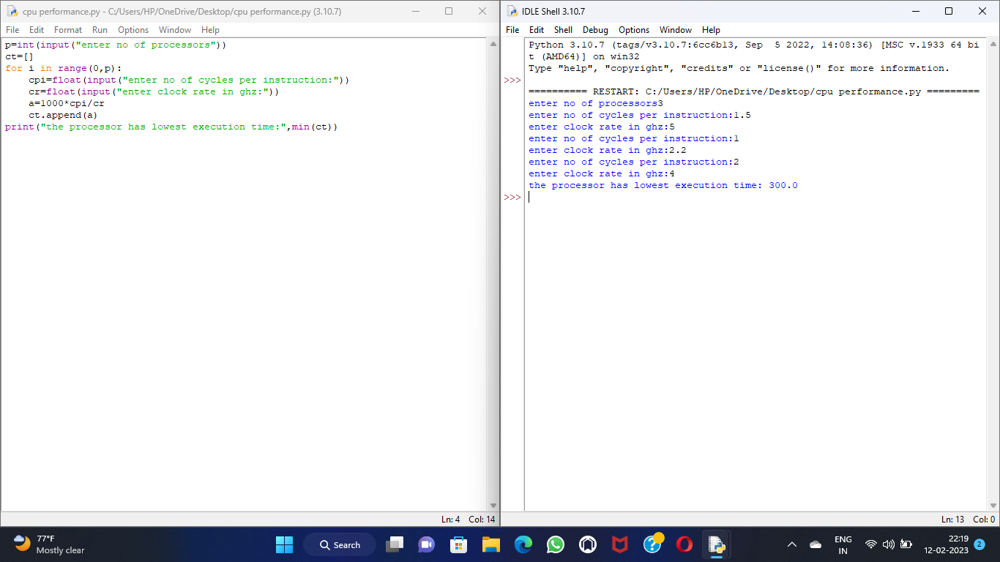 cpu performance.py - C:/Users/HP/OneDrive/Desktop/cpu performance.py (3.10.7)
File Edit Format Run Options Window Help
p=int(input("enter no of processors"))
ct=[]
for i in range(0,p):
    cpi=float(input("enter no of cycles per instruction:"))
    cr=float(input("enter clock rate in ghz:"))
    a=1000*cpi/cr
    ct.append(a)
print("the processor has lowest execution time:",min(ct))
Ln: 4 Col: 14
IDLE Shell 3.10.7
File Edit Shell Debug Options Window Help
Python 3.10.7 (tags/v3.10.7:6cc6b13, Sep  5 2022, 14:08:36) [MSC v.1933 64 bi
t (AMD64)] on win32
Type "help", "copyright", "credits" or "license()" for more information.
>>>
========== RESTART: C:/Users/HP/OneDrive/Desktop/cpu performance.py =========
enter no of processors3
enter no of cycles per instruction:1.5
enter clock rate in ghz:5
enter no of cycles per instruction:1
enter clock rate in ghz:2.2
enter no of cycles per instruction:2
enter clock rate in ghz:4
the processor has lowest execution time: 300.0
>>>
Ln: 13 Col: 0
77°F
Mostly clear
Search
ENG
IN
22:19
12-02-2023
2